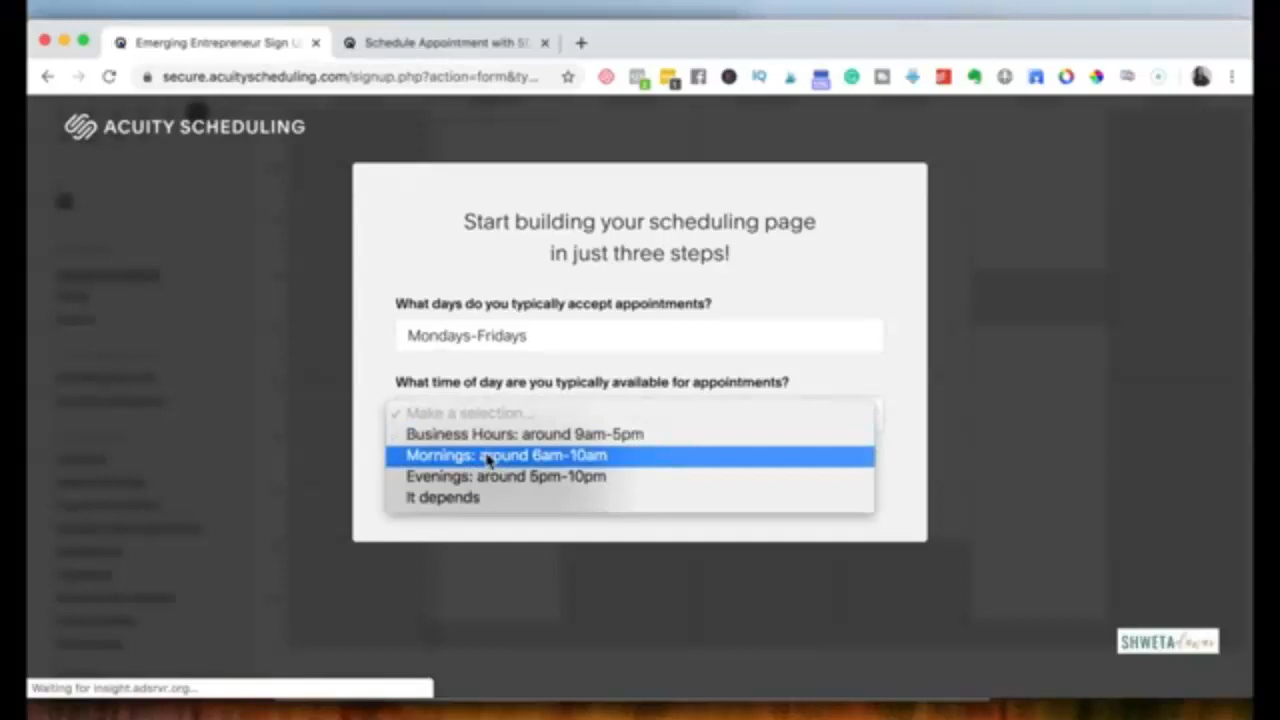 Emerging Entrepreneur Sign U
Schedule Appointment with
secure.acuityscheduling.com/signup.php?action=form&ty...
ACUITY SCHEDULING
Start building your scheduling page
in just three steps!
What days do you typically accept appointments?
Mondays-Fridays
What time of day are you typically available for appointments?
Make a selection...
Business Hours: around 9am-5pm
Mornings: around 6am-10am
Evenings: around 5pm-10pm
It depends
SHWETA
Waiting for insight.adsrvr.org...